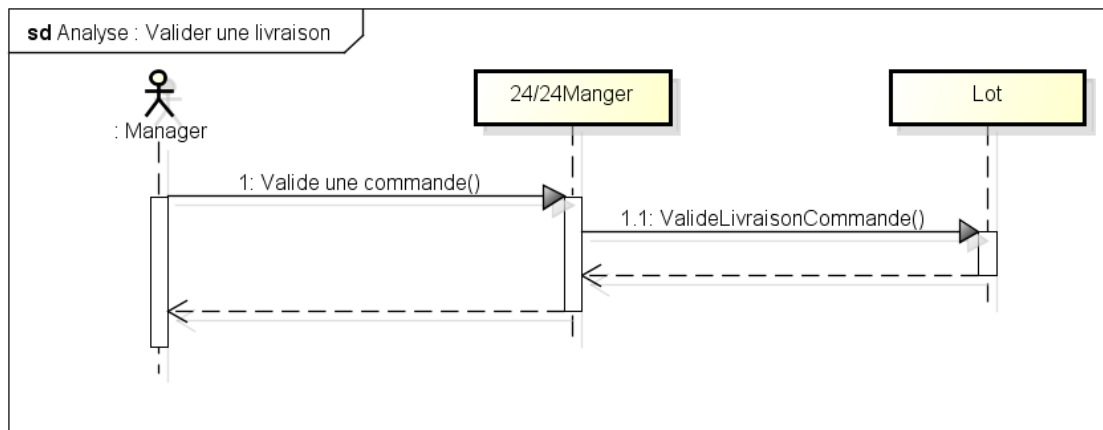 sd Analyse : Valider une livraison
24/24Manger
Lot
: Manager
1: Valide une commande()
1.1: ValideLivraisonCommande()